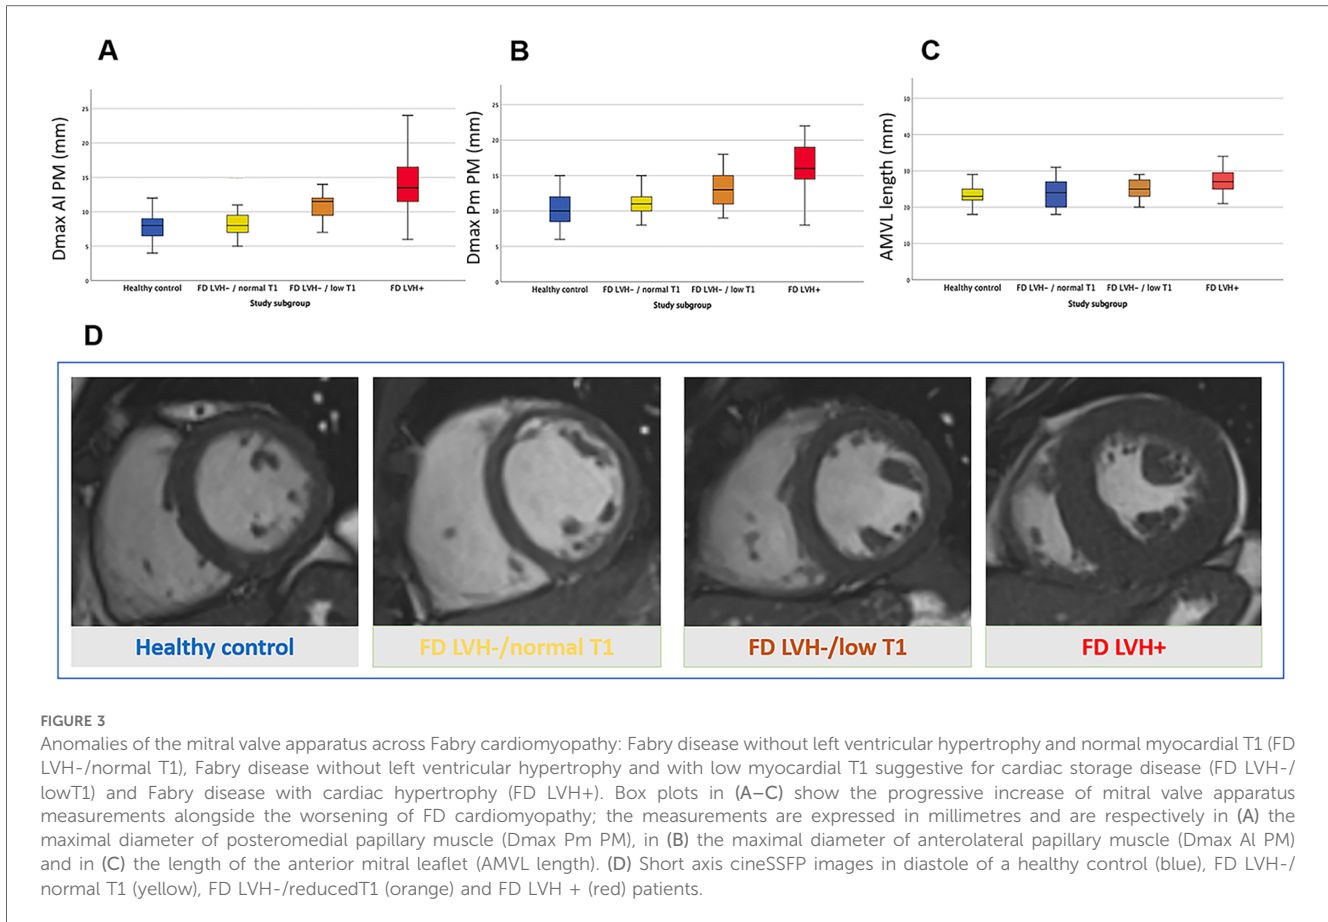 A
B
C
Dmax Al PM (mm)
25
20
15
10
5
0
Healthy control
FD LVH– / normal T1
FD LVH– / low T1
FD LVH+
Study subgroup
Dmax Pm PM (mm)
25
20
15
10
5
0
Healthy control
FD LVH– / normal T1
FD LVH– / low T1
FD LVH+
Study subgroup
AMVL length (mm)
50
40
30
20
10
0
Healthy control
FD LVH– / normal T1
FD LVH– / low T1
FD LVH+
Study subgroup
D
Healthy control
FD LVH-/normal T1
FD LVH-/low T1
FD LVH+
FIGURE 3
Anomalies of the mitral valve apparatus across Fabry cardiomyopathy: Fabry disease without left ventricular hypertrophy and normal myocardial T1 (FD
LVH-/normal T1), Fabry disease without left ventricular hypertrophy and with low myocardial T1 suggestive for cardiac storage disease (FD LVH-/
lowT1) and Fabry disease with cardiac hypertrophy (FD LVH+). Box plots in (A–C) show the progressive increase of mitral valve apparatus
measurements alongside the worsening of FD cardiomyopathy; the measurements are expressed in millimetres and are respectively in (A) the
maximal diameter of posteromedial papillary muscle (Dmax Pm PM), in (B) the maximal diameter of anterolateral papillary muscle (Dmax Al PM)
and in (C) the length of the anterior mitral leaflet (AMVL length). (D) Short axis cineSSFP images in diastole of a healthy control (blue), FD LVH-/
normal T1 (yellow), FD LVH-/reducedT1 (orange) and FD LVH + (red) patients.